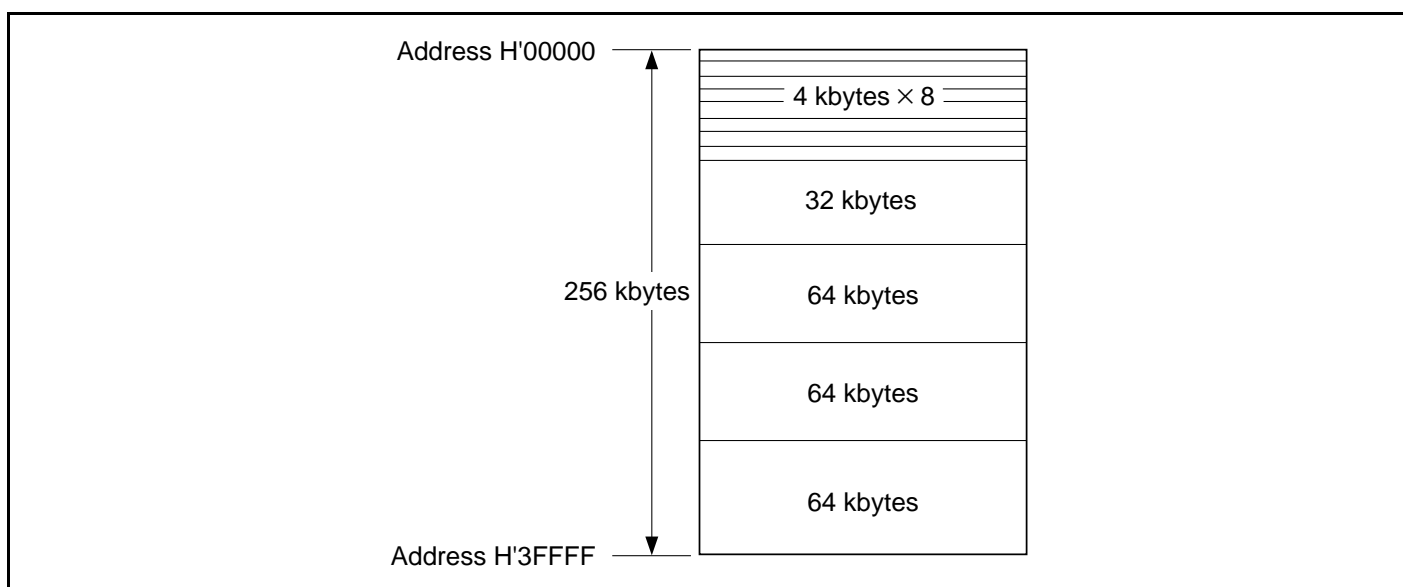 Address H'00000
4 kbytes × 8
32 kbytes
256 kbytes
64 kbytes
64 kbytes
64 kbytes
Address H'3FFFF